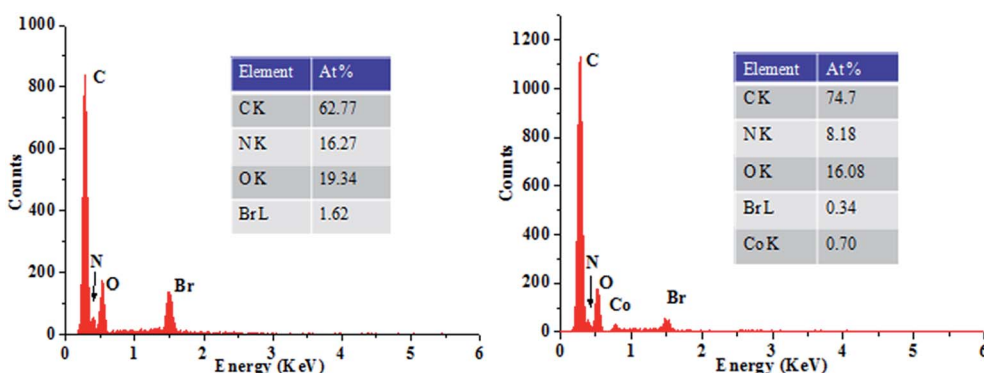 1000
800
600
400
200
0
Counts
C
N
O
Br
Element At%
CK 62.77
NK 16.27
OK 19.34
BrL 1.62
0 1 2 3 4 5 6
Energy (KeV)
1200
1000
800
600
400
200
0
Counts
C
N
O
Co
Br
Element At%
CK 74.7
NK 8.18
OK 16.08
BrL 0.34
CoK 0.70
0 1 2 3 4 5 6
Energy (KeV)